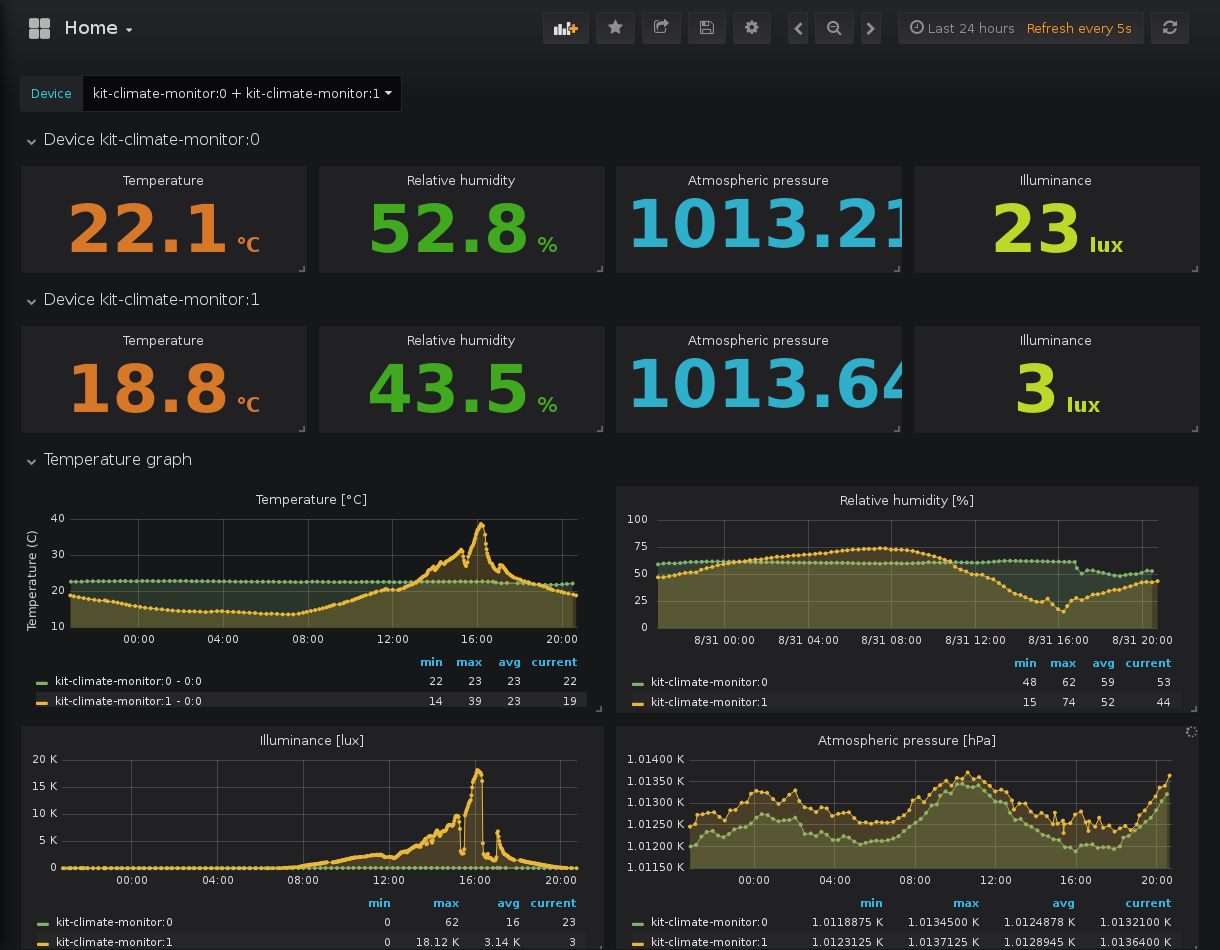 Home
Last 24 hours Refresh every 5s
Device kit-climate-monitor:0 + kit-climate-monitor:1
Device kit-climate-monitor:0
Temperature Relative humidity Atmospheric pressure Illuminance
22.1 °C 52.8 % 1013.21 23 lux
Device kit-climate-monitor:1
Temperature Relative humidity Atmospheric pressure Illuminance
18.8 °C 43.5 % 1013.64 3 lux
Temperature graph
Temperature [°C]
Temperature (C)
40
30
20
10
00:00 04:00 08:00 12:00 16:00 20:00
min max avg current
kit-climate-monitor:0 - 0:0 22 23 23 22
kit-climate-monitor:1 - 0:0 14 39 23 19
Relative humidity [%]
100
75
50
25
0
8/31 00:00 8/31 04:00 8/31 08:00 8/31 12:00 8/31 16:00 8/31 20:00
min max avg current
kit-climate-monitor:0 48 62 59 53
kit-climate-monitor:1 15 74 52 44
Illuminance [lux]
20 K
15 K
10 K
5 K
0
00:00 04:00 08:00 12:00 16:00 20:00
min max avg current
kit-climate-monitor:0 0 62 16 23
kit-climate-monitor:1 0 18.12 K 3.14 K 3
Atmospheric pressure [hPa]
1.01400 K
1.01350 K
1.01300 K
1.01250 K
1.01200 K
1.01150 K
00:00 04:00 08:00 12:00 16:00 20:00
min max avg current
kit-climate-monitor:0 1.0118875 K 1.0134500 K 1.0124878 K 1.0132100 K
kit-climate-monitor:1 1.0123125 K 1.0137125 K 1.0128945 K 1.0136400 K